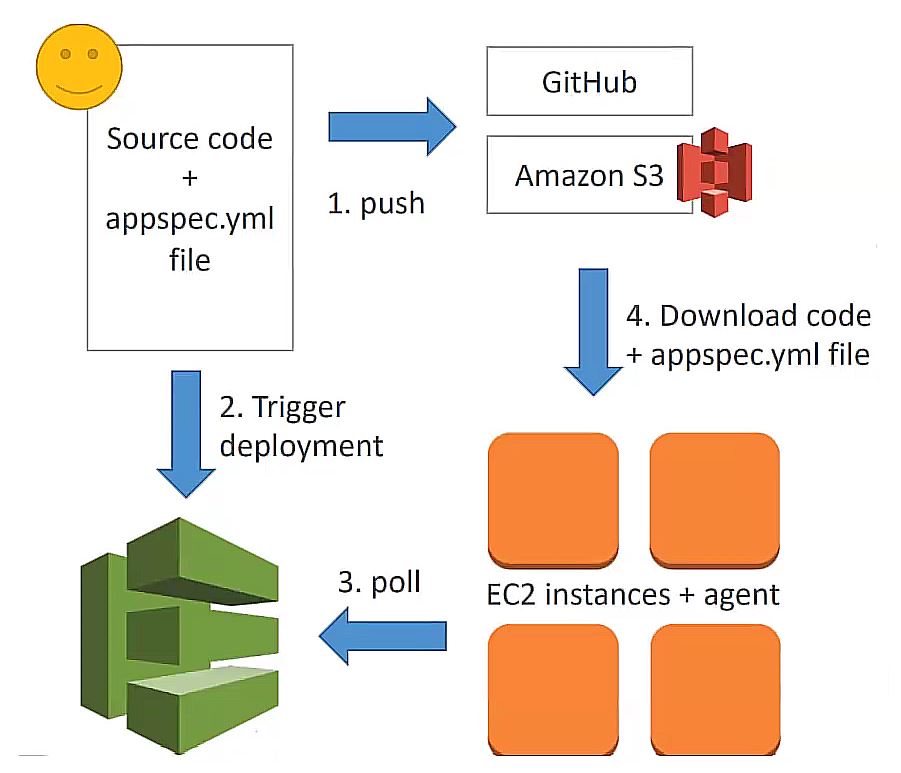 Source code
+
appspec.yml
file
1. push
GitHub
Amazon S3
2. Trigger
deployment
3. poll
4. Download code
+ appspec.yml file
EC2 instances + agent